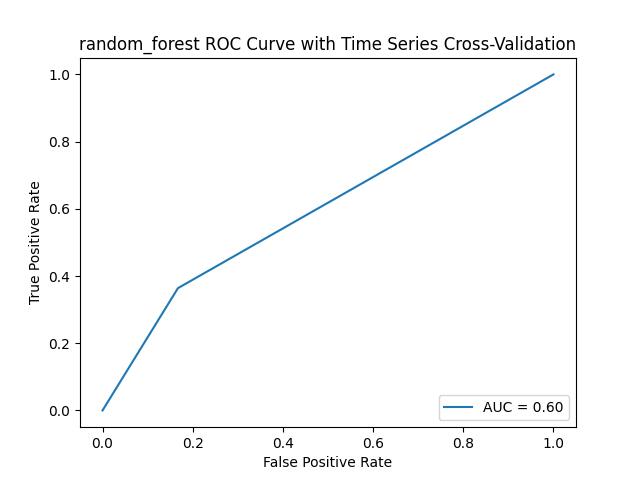 random_forest ROC Curve with Time Series Cross-Validation
1.0
0.8
0.6
0.4
0.2
0.0
True Positive Rate
AUC = 0.60
0.0 0.2 0.4 0.6 0.8 1.0
False Positive Rate